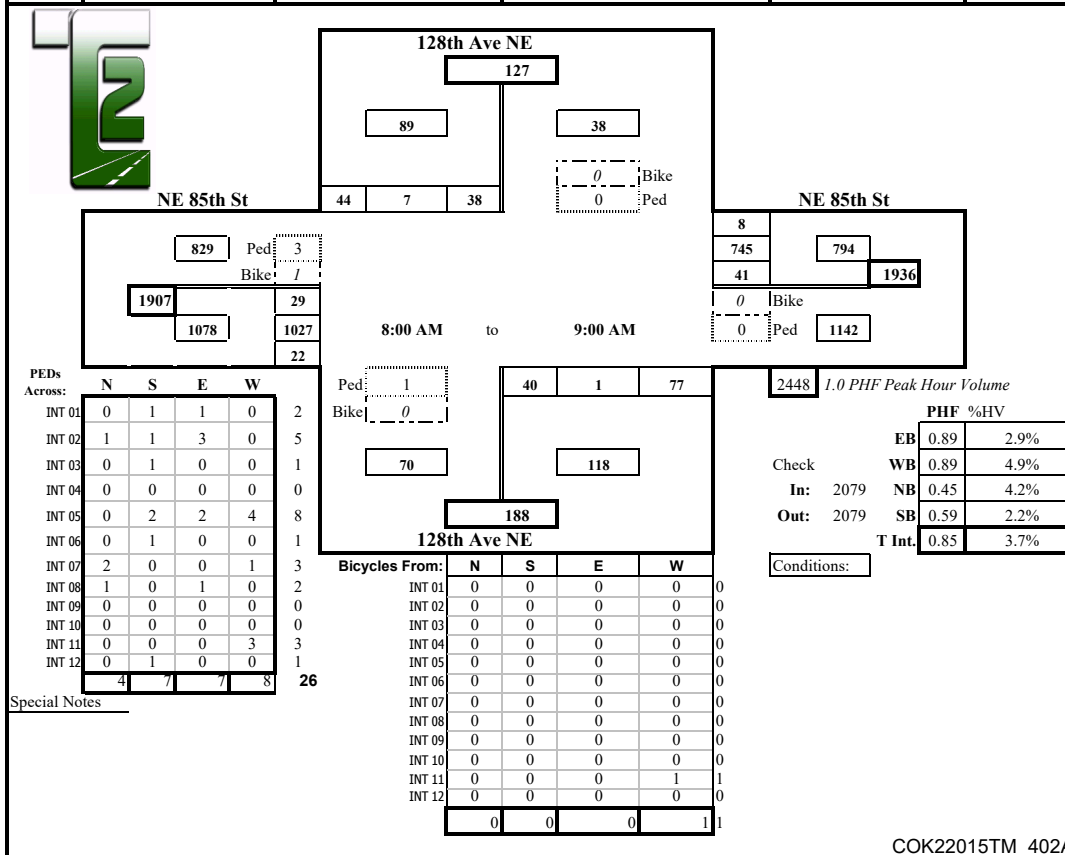 T2
128th Ave NE
127
89 38
0 Bike
0 Ped
NE 85th St
44 7 38
NE 85th St
829 Ped 3
Bike 1
8
745 794
41 1936
1907 29
0 Bike
1078 1027
8:00 AM to 9:00 AM
0 Ped 1142
22
PEDs
Across: N S E W
INT 01 0 1 1 0 2
INT 02 1 1 3 0 5
INT 03 0 1 0 0 1
INT 04 0 0 0 0 0
INT 05 0 2 2 4 8
INT 06 0 1 0 0 1
INT 07 2 0 0 1 3
INT 08 1 0 1 0 2
INT 09 0 0 0 0 0
INT 10 0 0 0 0 0
INT 11 0 0 0 3 3
INT 12 0 1 0 0 1
4 7 7 8 26
Special Notes
Ped 1
Bike 0
40 1 77
70 118
188
128th Ave NE
2448 1.0 PHF Peak Hour Volume
PHF %HV
EB 0.89 2.9%
Check WB 0.89 4.9%
In: 2079 NB 0.45 4.2%
Out: 2079 SB 0.59 2.2%
T Int. 0.85 3.7%
Conditions:
Bicycles From: N S E W
INT 01 0 0 0 0 0
INT 02 0 0 0 0 0
INT 03 0 0 0 0 0
INT 04 0 0 0 0 0
INT 05 0 0 0 0 0
INT 06 0 0 0 0 0
INT 07 0 0 0 0 0
INT 08 0 0 0 0 0
INT 09 0 0 0 0 0
INT 10 0 0 0 0 0
INT 11 0 0 0 1 1
INT 12 0 0 0 0 0
0 0 0 1 1
COK22015TM_402A